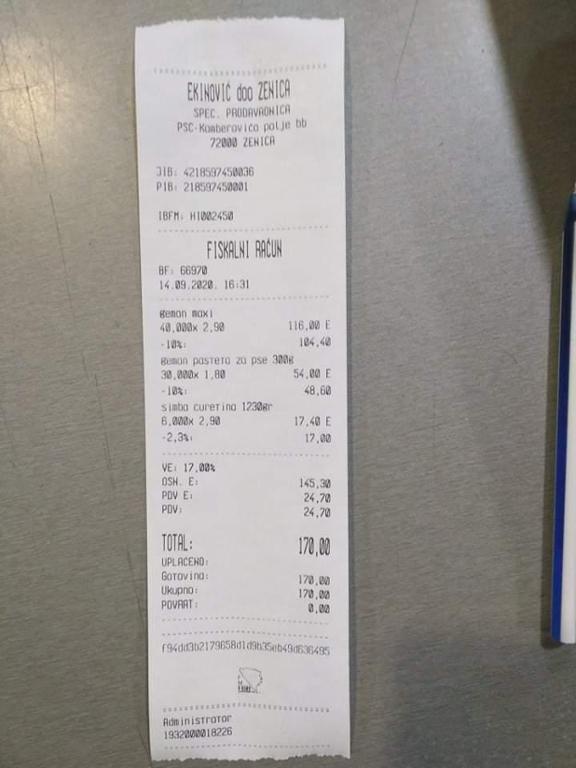 EKINOVIĆ doo ZENICA
SPEC. PRODAVAONICA
PSC-Kamberovića polje bb
72000 ZENICA
JIB: 4218597450036
PIB: 218597450001
IBFM: H1002450
FISKALNI RAČUN
BF: 66970
14.09.2020. 16:31
gemon maxi
40,000x 2,90 116,00 E
-10%: 104,40
gemon pasteta za pse 300g
30,000x 1,80 54,00 E
-10%: 48,60
simba curetina 1230gr
6,000x 2,90 17,40 E
-2,3%: 17,00
VE: 17,00%
OSN. E: 145,30
PDV E: 24,70
PDV: 24,70
TOTAL: 170,00
UPLAĆENO:
Gotovina: 170,00
Ukupno: 170,00
POVRAT: 0,00
f94dd3b2179658d1d9b35eb49d636495
Administrator
1932000018226